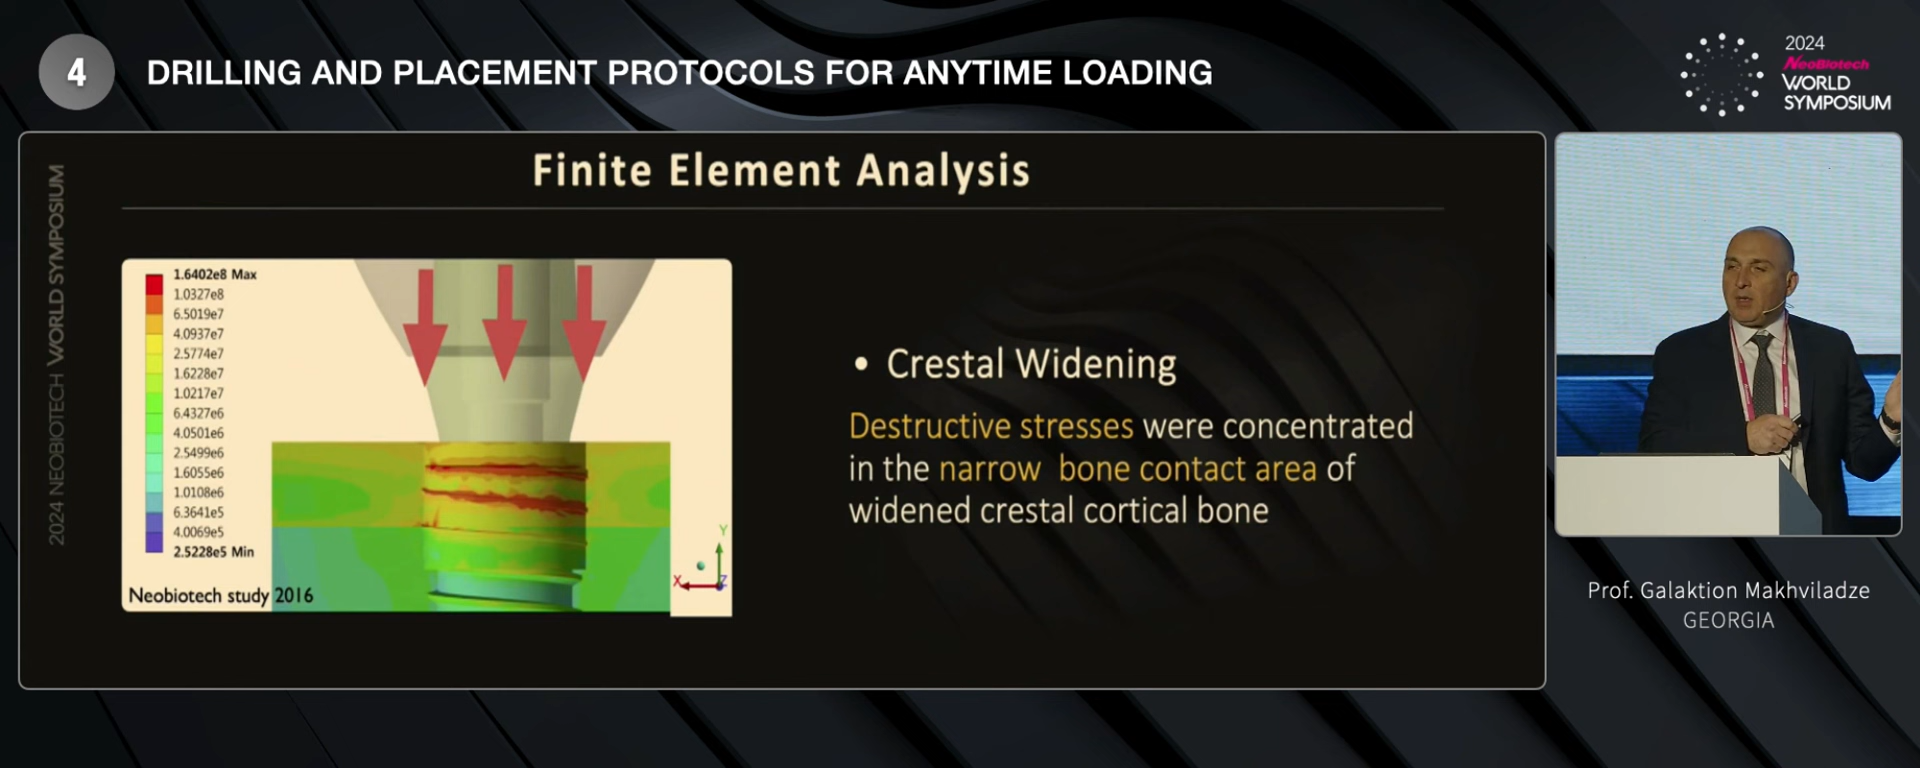 4
DRILLING AND PLACEMENT PROTOCOLS FOR ANYTIME LOADING
2024
NeoBiotech
WORLD
SYMPOSIUM
2024 NEOBIOTECH WORLD SYMPOSIUM
Finite Element Analysis
1.6402e8 Max
1.0327e8
6.5019e7
4.0937e7
2.5774e7
1.6228e7
1.0217e7
6.4327e6
4.0501e6
2.5499e6
1.6055e6
1.0108e6
6.3641e5
4.0069e5
2.5228e5 Min
Y
X
Z
Neobiotech study 2016
• Crestal Widening
Destructive stresses were concentrated
in the narrow bone contact area of
widened crestal cortical bone
Prof. Galaktion Makhviladze
GEORGIA